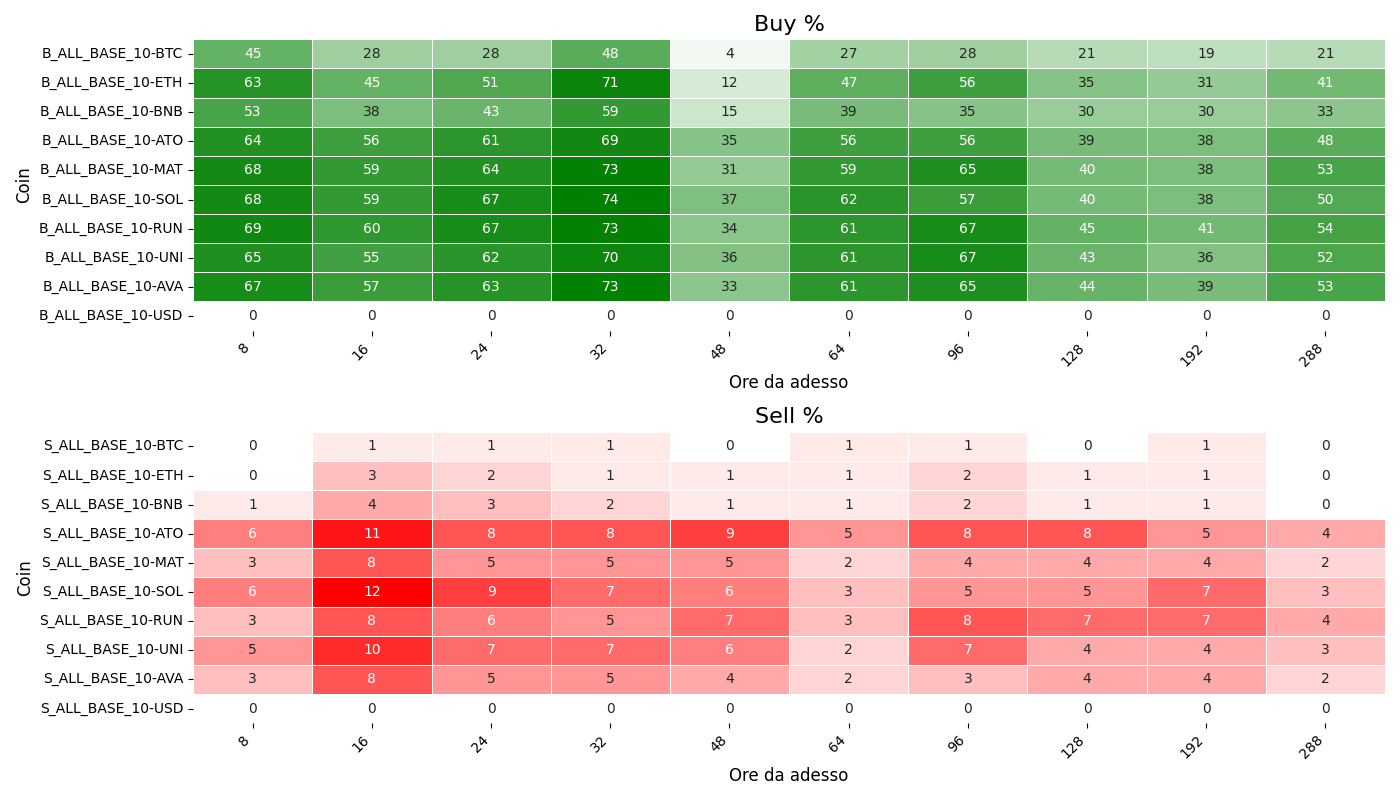 Buy %
Coin
B_ALL_BASE_10-BTC 45 28 28 48 4 27 28 21 19 21
B_ALL_BASE_10-ETH 63 45 51 71 12 47 56 35 31 41
B_ALL_BASE_10-BNB 53 38 43 59 15 39 35 30 30 33
B_ALL_BASE_10-ATO 64 56 61 69 35 56 56 39 38 48
B_ALL_BASE_10-MAT 68 59 64 73 31 59 65 40 38 53
B_ALL_BASE_10-SOL 68 59 67 74 37 62 57 40 38 50
B_ALL_BASE_10-RUN 69 60 67 73 34 61 67 45 41 54
B_ALL_BASE_10-UNI 65 55 62 70 36 61 67 43 36 52
B_ALL_BASE_10-AVA 67 57 63 73 33 61 65 44 39 53
B_ALL_BASE_10-USD 0 0 0 0 0 0 0 0 0 0
8 16 24 32 48 64 96 128 192 288
Ore da adesso
Sell %
Coin
S_ALL_BASE_10-BTC 0 1 1 1 0 1 1 0 1 0
S_ALL_BASE_10-ETH 0 3 2 1 1 1 2 1 1 0
S_ALL_BASE_10-BNB 1 4 3 2 1 1 2 1 1 0
S_ALL_BASE_10-ATO 6 11 8 8 9 5 8 8 5 4
S_ALL_BASE_10-MAT 3 8 5 5 5 2 4 4 4 2
S_ALL_BASE_10-SOL 6 12 9 7 6 3 5 5 7 3
S_ALL_BASE_10-RUN 3 8 6 5 7 3 8 7 7 4
S_ALL_BASE_10-UNI 5 10 7 7 6 2 7 4 4 3
S_ALL_BASE_10-AVA 3 8 5 5 4 2 3 4 4 2
S_ALL_BASE_10-USD 0 0 0 0 0 0 0 0 0 0
8 16 24 32 48 64 96 128 192 288
Ore da adesso